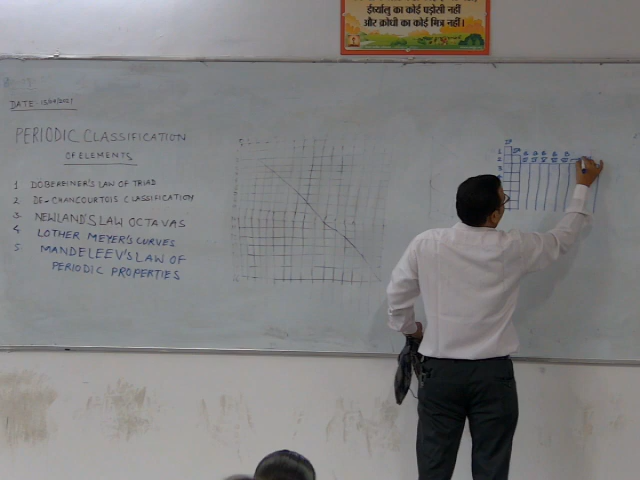 ईर्ष्यालु का कोई पड़ोसी नहीं
और क्रोधी का कोई मित्र नहीं।
DATE
PERIODIC CLASSIFICATION
OF ELEMENTS
1 DOBEREINER'S LAW OF TRIAD
2 DE-CHANCOURTOIS CLASSIFICATION
3 NEWLAND'S LAW OCTAVAS
4 LOTHER MEYER'S CURVES
5 MANDELEEV'S LAW OF
PERIODIC PROPERTIES